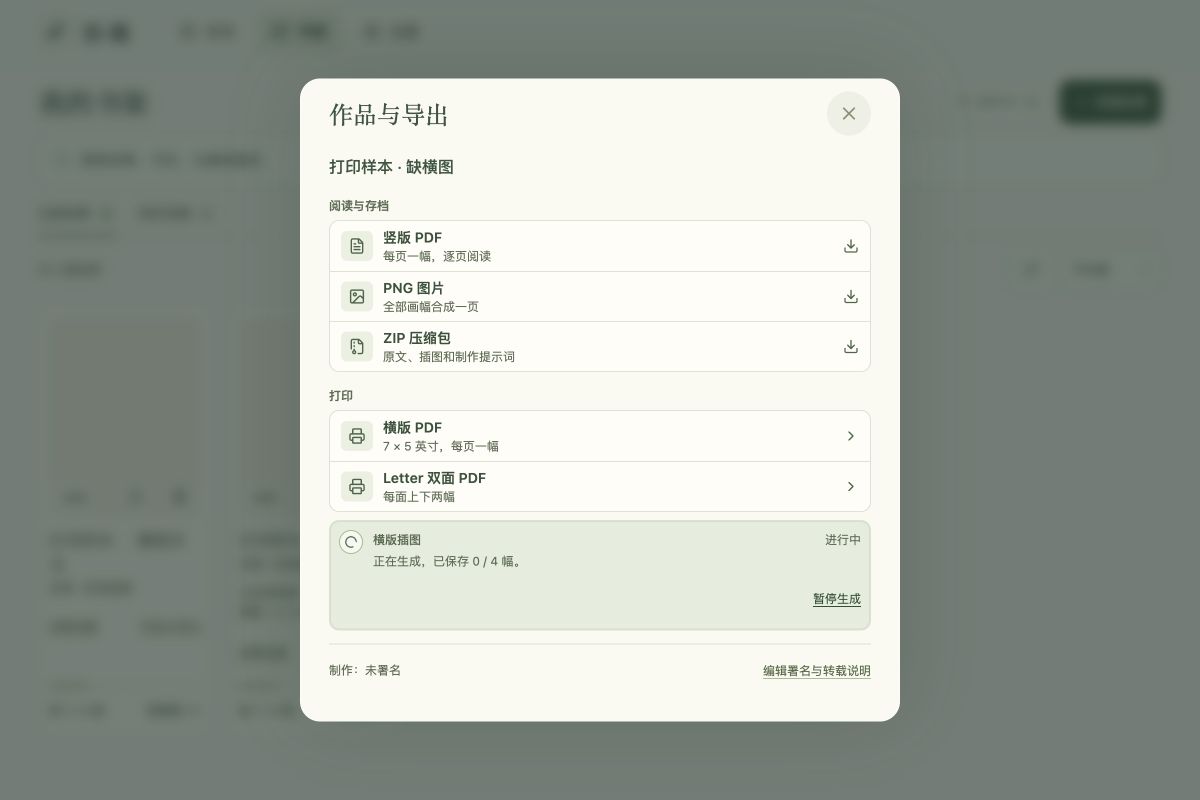 作品与导出
打印样本 · 缺横图
阅读与存档
竖版 PDF
每页一幅，逐页阅读
PNG 图片
全部画幅合成一页
ZIP 压缩包
原文、插图和制作提示词
打印
横版 PDF
7 × 5 英寸，每页一幅
Letter 双面 PDF
每面上下两幅
横版插图
进行中
正在生成，已保存 0 / 4 幅。
暂停生成
制作：未署名
编辑署名与转载说明